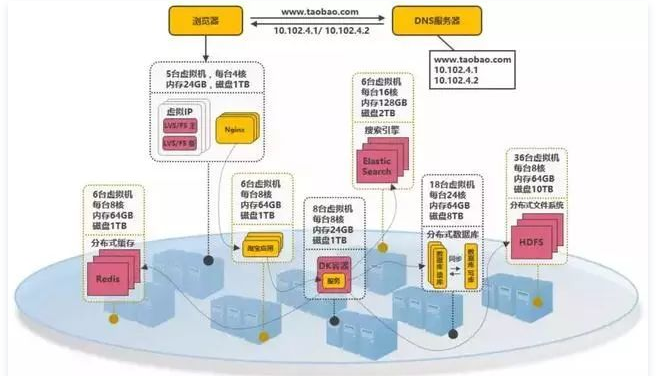 www.taobao.com
浏览器
DNS服务器
10.102.4.1/ 10.102.4.2
www.taobao.com
10.102.4.1
10.102.4.2
5台虚拟机，每台4核
内存24GB，磁盘1TB
虚拟IP
LVS/F5 主
LVS/F5 备
Nginx
6台虚拟机
每台16核
内存128GB
磁盘2TB
搜索引擎
Elastic
Search
36台虚拟机
每台8核
内存64GB
磁盘10TB
分布式文件系统
HDFS
6台虚拟机
每台8核
内存64GB
磁盘1TB
分布式缓存
Redis
6台虚拟机
每台8核
内存64GB
磁盘1TB
淘宝应用
8台虚拟机
每台8核
内存24GB
磁盘1TB
DK容器
服务
18台虚拟机
每台24核
内存64GB
磁盘8TB
分布式数据库
数据库 读库
同步
数据库 写库